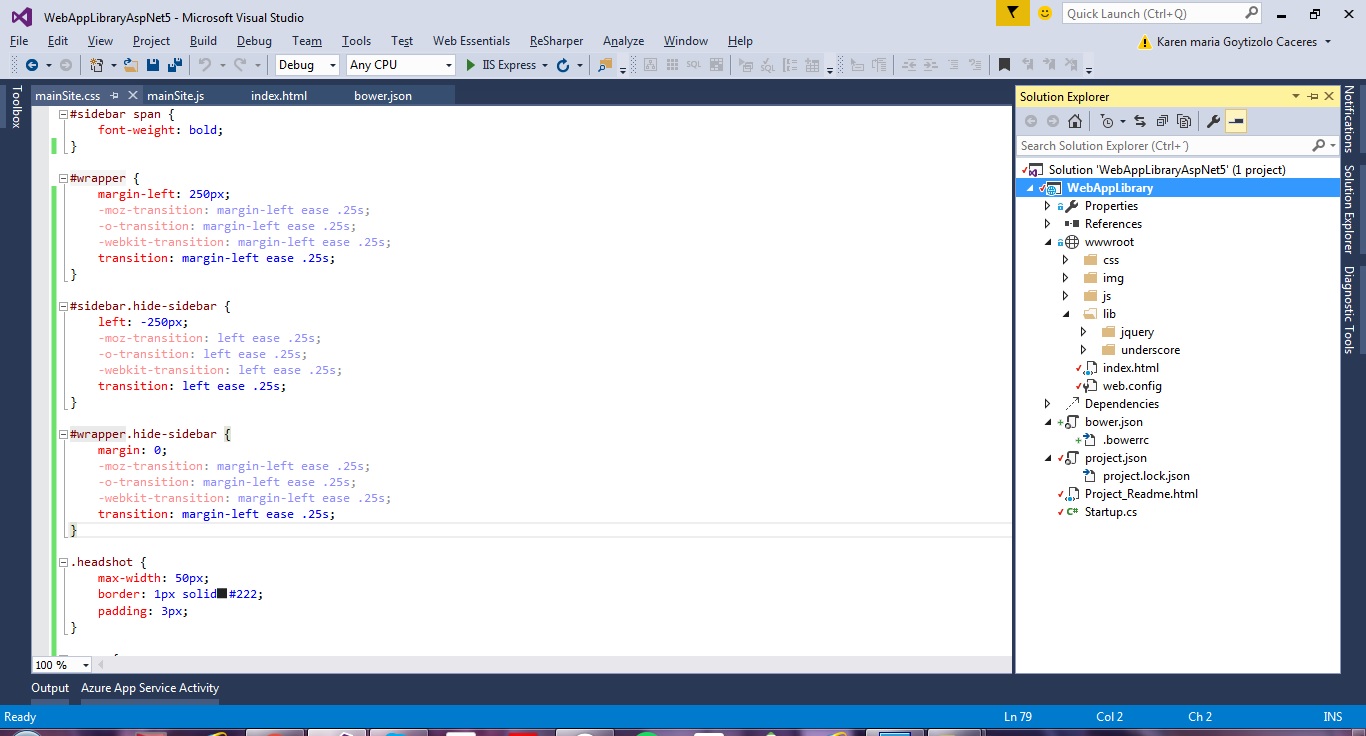 WebAppLibraryAspNet5 - Microsoft Visual Studio
Quick Launch (Ctrl+Q)
File Edit View Project Build Debug Team Tools Test Web Essentials ReSharper Analyze Window Help
Karen maria Goytizolo Caceres
Debug Any CPU IIS Express
Toolbox
mainSite.css mainSite.js index.html bower.json
#sidebar span {
font-weight: bold;
}
#wrapper {
margin-left: 250px;
-moz-transition: margin-left ease .25s;
-o-transition: margin-left ease .25s;
-webkit-transition: margin-left ease .25s;
transition: margin-left ease .25s;
}
#sidebar.hide-sidebar {
left: -250px;
-moz-transition: left ease .25s;
-o-transition: left ease .25s;
-webkit-transition: left ease .25s;
transition: left ease .25s;
}
#wrapper.hide-sidebar {
margin: 0;
-moz-transition: margin-left ease .25s;
-o-transition: margin-left ease .25s;
-webkit-transition: margin-left ease .25s;
transition: margin-left ease .25s;
}
.headshot {
max-width: 50px;
border: 1px solid #222;
padding: 3px;
}
100 %
Solution Explorer
Search Solution Explorer (Ctrl+´)
Solution 'WebAppLibraryAspNet5' (1 project)
WebAppLibrary
Properties
References
wwwroot
css
img
js
lib
jquery
underscore
index.html
web.config
Dependencies
bower.json
.bowerrc
project.json
project.lock.json
Project_Readme.html
C# Startup.cs
Notifications
Solution Explorer
Diagnostic Tools
Output Azure App Service Activity
Ready Ln 79 Col 2 Ch 2 INS